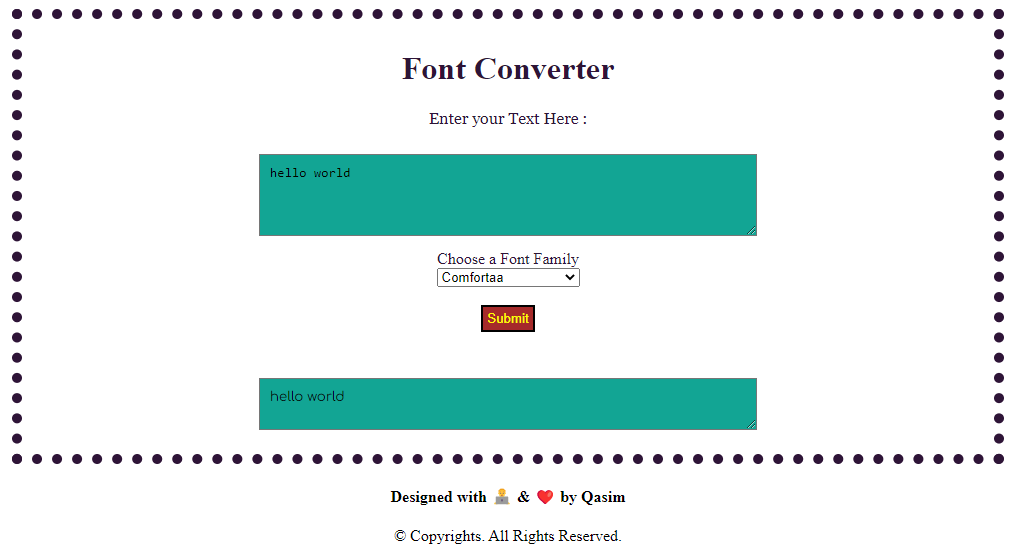 Font Converter
Enter your Text Here :
hello world
Choose a Font Family
Comfortaa
Submit
hello world
Designed with 👨‍💻 & ❤️ by Qasim
© Copyrights. All Rights Reserved.